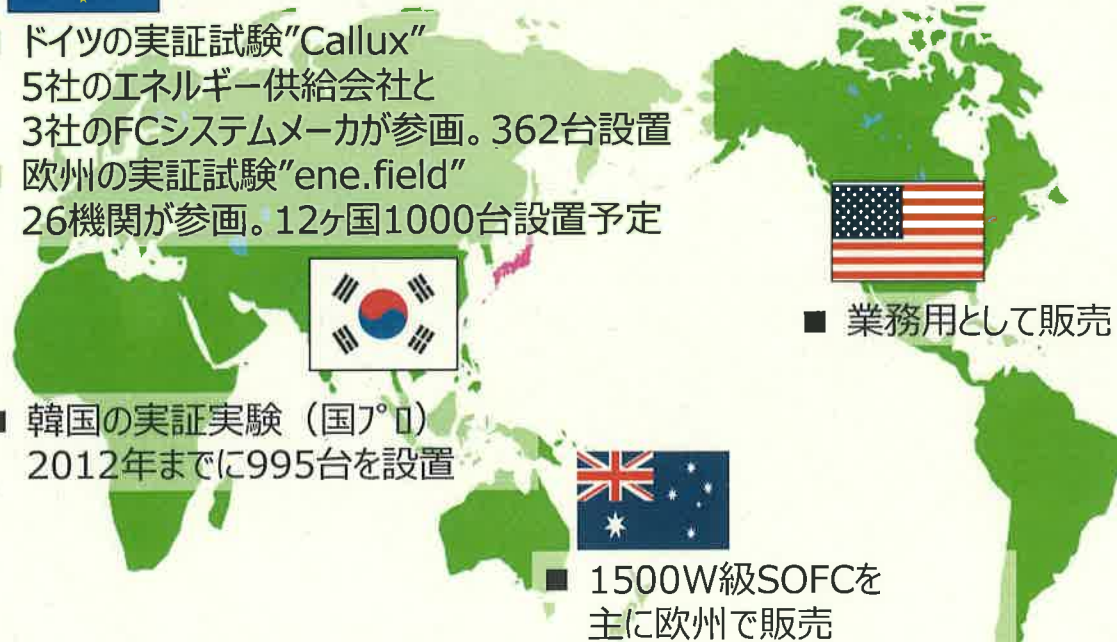 ドイツの実証試験"Callux"
5社のエネルギー供給会社と
3社のFCシステムメーカが参画。362台設置
欧州の実証試験"ene.field"
26機関が参画。12ヶ国1000台設置予定
■ 業務用として販売
■ 韓国の実証実験（国プロ）
2012年までに995台を設置
■ 1500W級SOFCを
主に欧州で販売